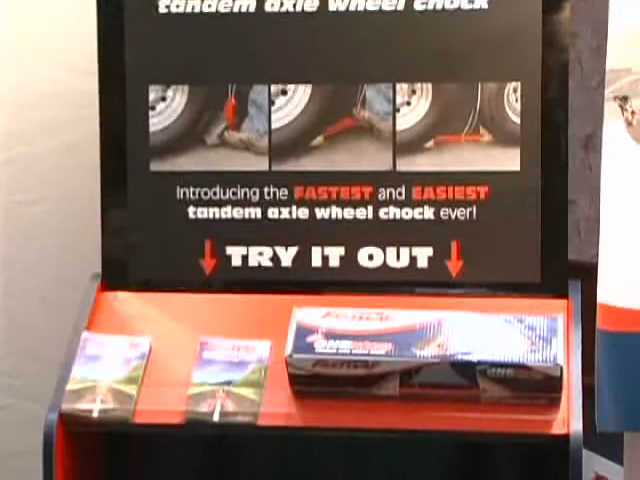 tandem axle wheel chock
Introducing the FASTEST and EASIEST
tandem axle wheel chock ever!
TRY IT OUT